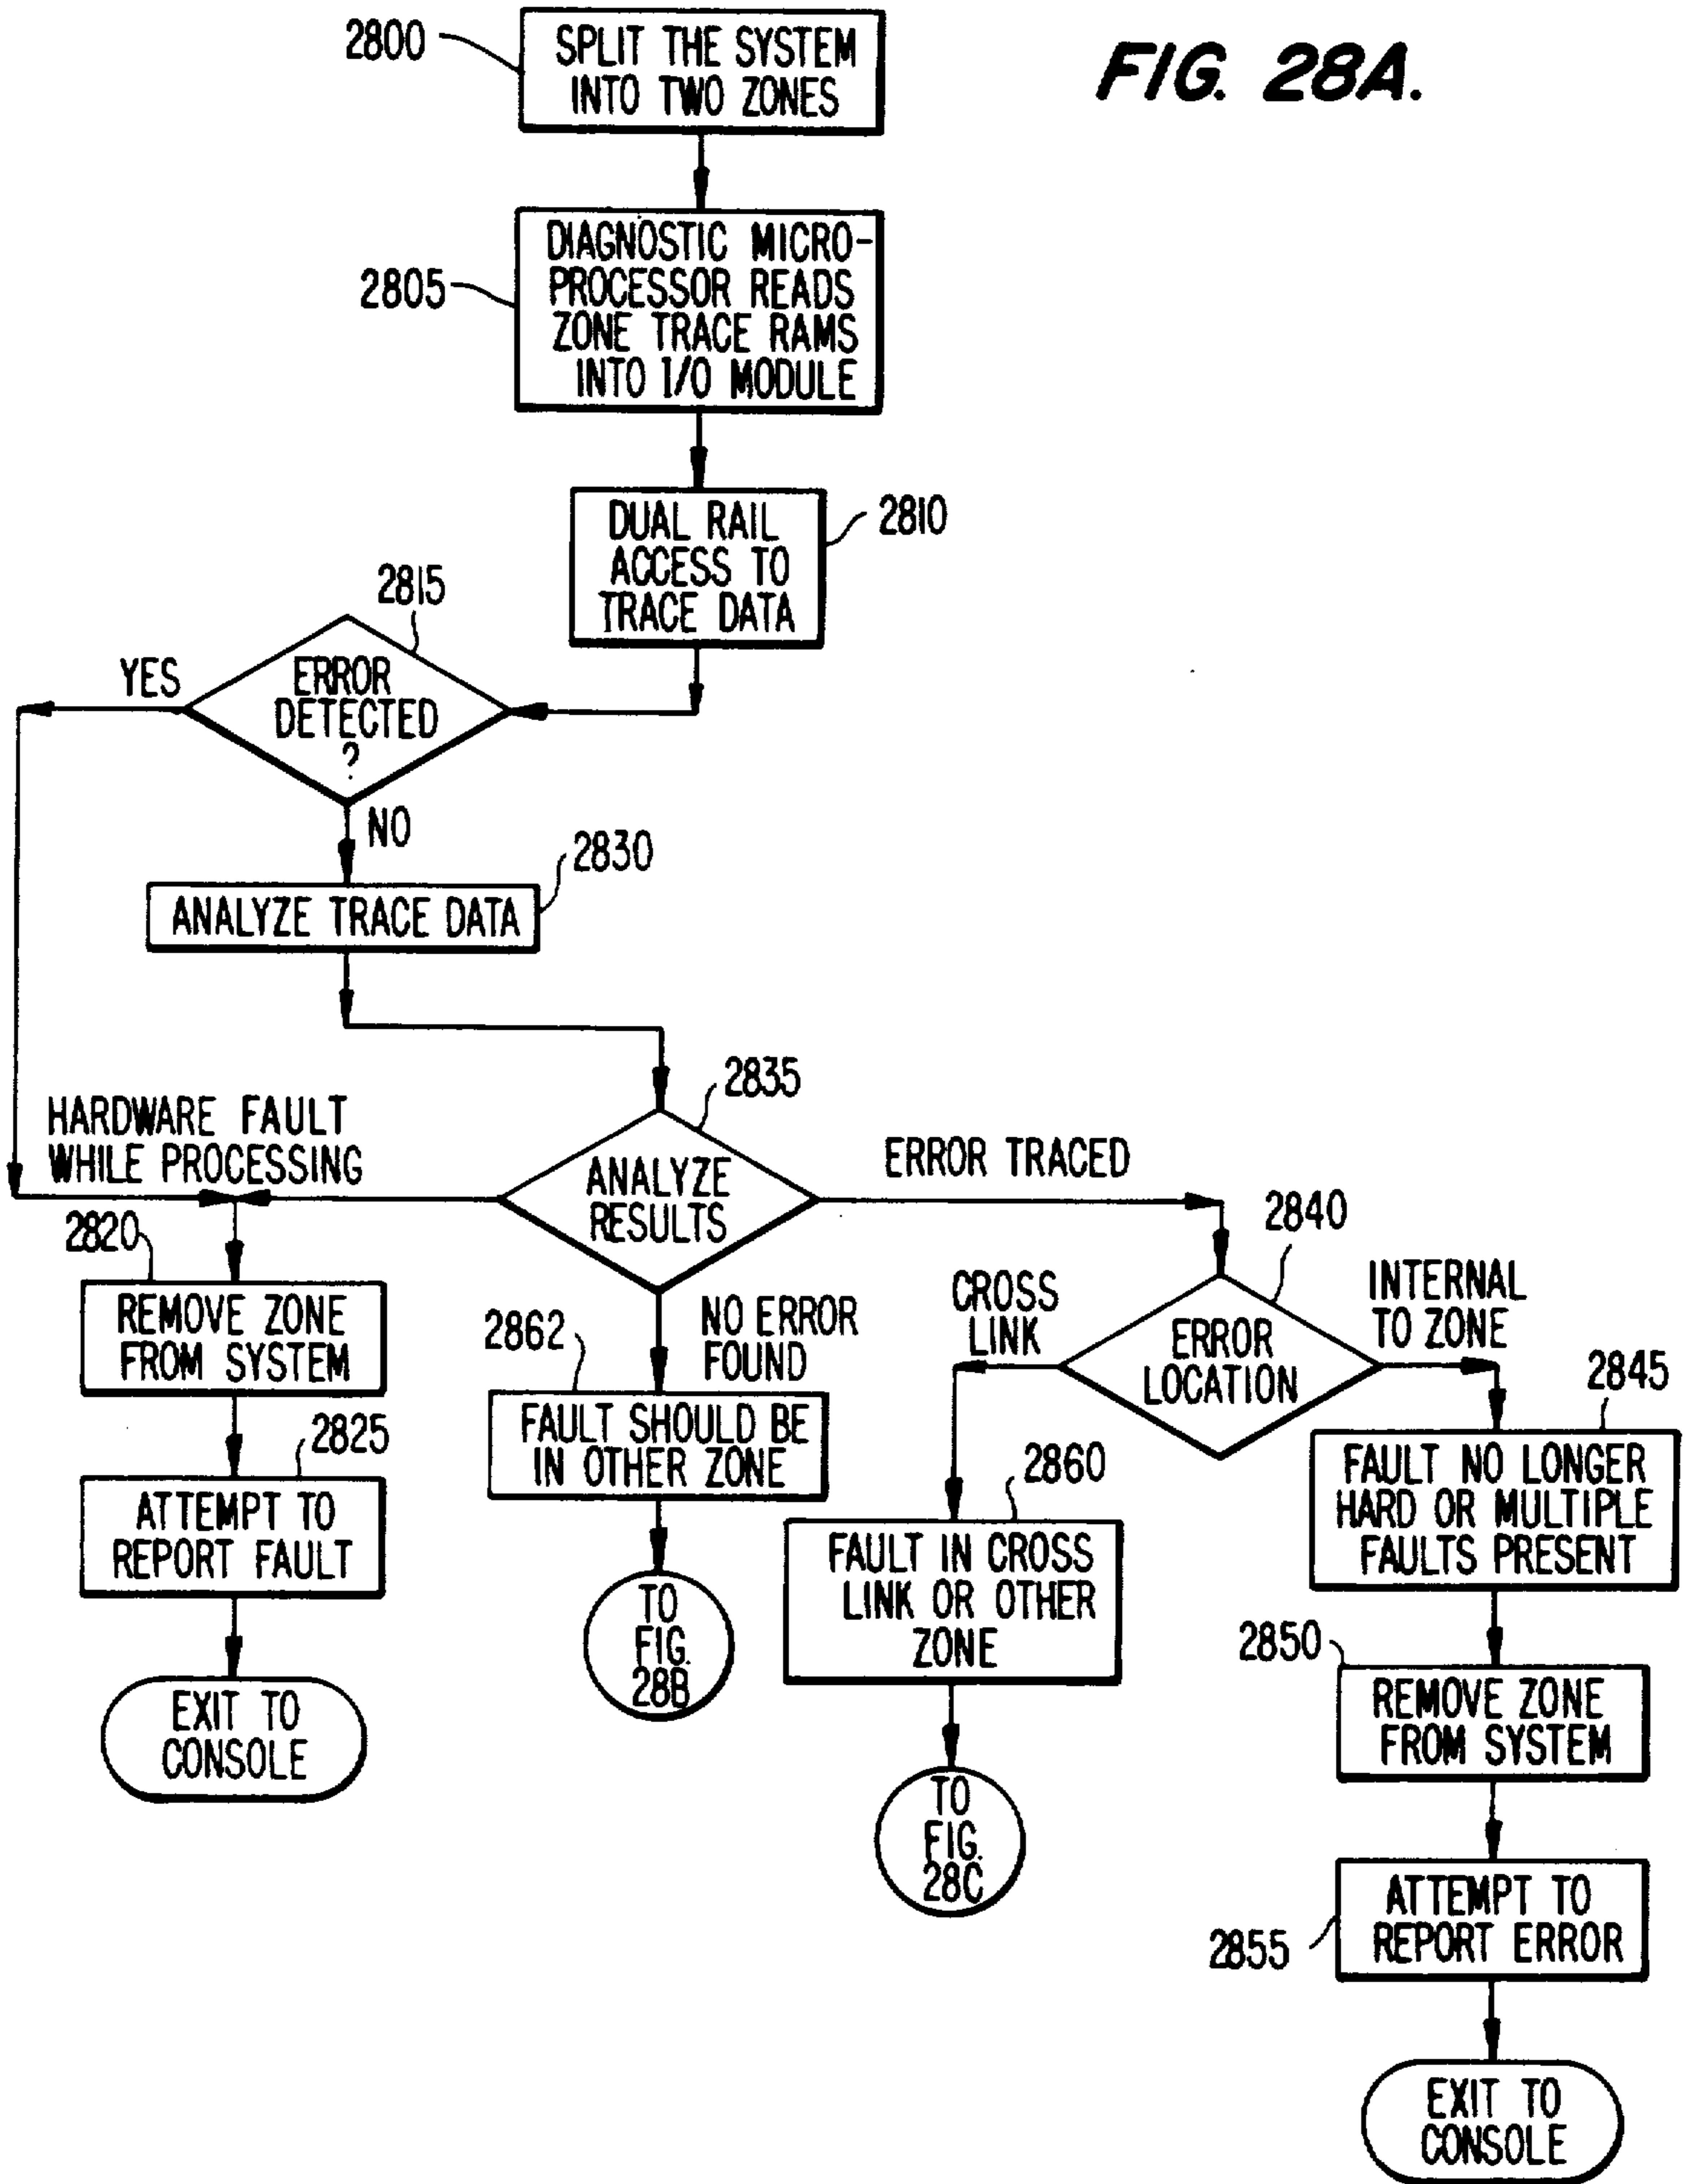 FIG. 28A.
2800
SPLIT THE SYSTEM
INTO TWO ZONES
2805
DIAGNOSTIC MICRO-
PROCESSOR READS
ZONE TRACE RAMS
INTO I/O MODULE
2810
DUAL RAIL
ACCESS TO
TRACE DATA
2815
YES
ERROR
DETECTED
?
NO
2830
ANALYZE TRACE DATA
2835
HARDWARE FAULT
WHILE PROCESSING
ANALYZE
RESULTS
ERROR TRACED
2820
REMOVE ZONE
FROM SYSTEM
2825
ATTEMPT TO
REPORT FAULT
EXIT TO
CONSOLE
NO ERROR
FOUND
2862
FAULT SHOULD BE
IN OTHER ZONE
TO
FIG.
28B
2840
CROSS
LINK
ERROR
LOCATION
INTERNAL
TO ZONE
2860
FAULT IN CROSS
LINK OR OTHER
ZONE
TO
FIG.
28C
2845
FAULT NO LONGER
HARD OR MULTIPLE
FAULTS PRESENT
2850
REMOVE ZONE
FROM SYSTEM
2855
ATTEMPT TO
REPORT ERROR
EXIT TO
CONSOLE